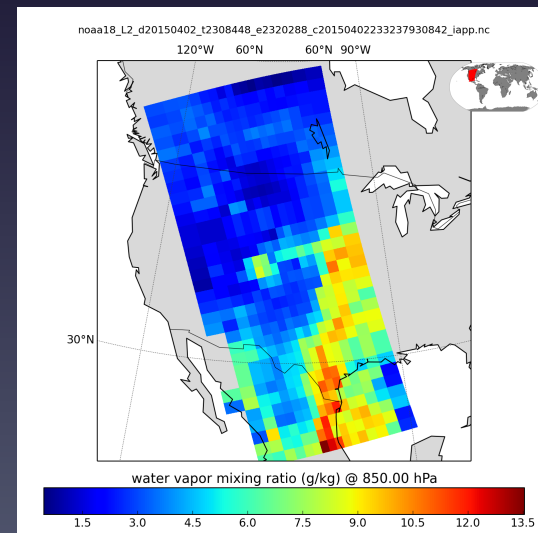 noaa18_L2_d20150402_t2308448_e2320288_c20150402233237930842_iapp.nc
120°W 60°N 60°N 90°W
30°N
water vapor mixing ratio (g/kg) @ 850.00 hPa
1.5 3.0 4.5 6.0 7.5 9.0 10.5 12.0 13.5